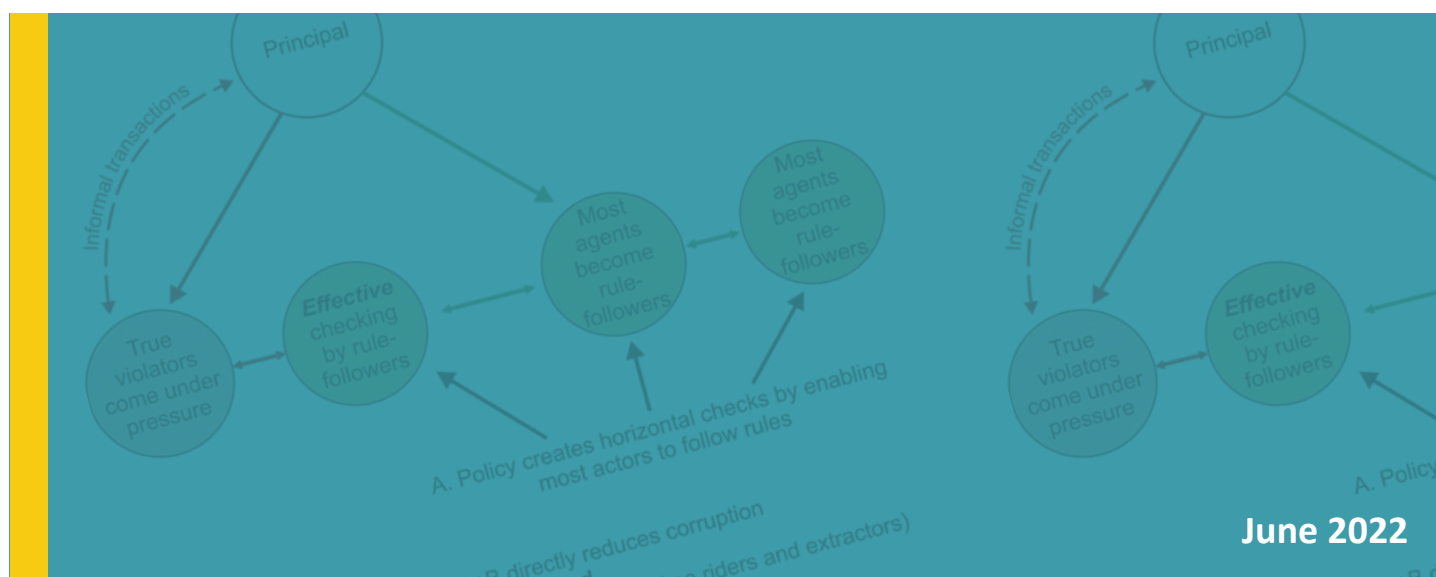 Principal
Informal transactions
Most
agents
become
rule-
followers
Most
agents
become
rule-
followers
Effective
checking
by rule-
followers
True
violators
come under
pressure
A. Policy creates horizontal checks by enabling
most actors to follow rules
B directly reduces corruption
riders and extractors)
Principal
Informal transactions
Effective
checking
by rule-
followers
True
violators
come under
pressure
A. Policy
June 2022